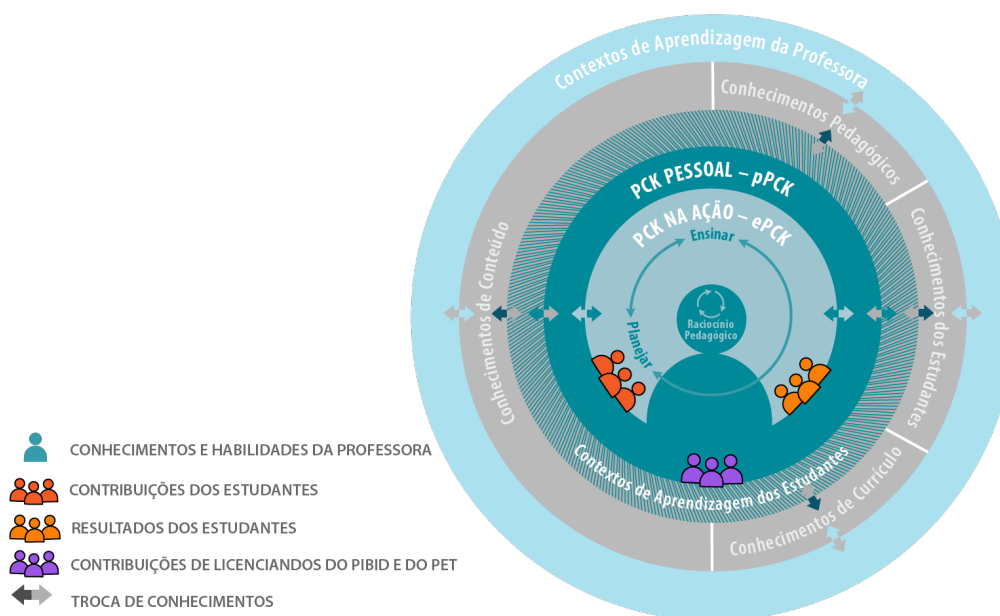 Contextos de Aprendizagem da Professora
Conhecimentos Pedagógicos
PCK PESSOAL – pPCK
PCK NA AÇÃO – ePCK
Ensinar
Conhecimentos de Conteúdo
Conhecimentos dos Estudantes
Raciocínio
Pedagógico
Planejar
Contextos de Aprendizagem dos Estudantes
Conhecimentos de Currículo
CONHECIMENTOS E HABILIDADES DA PROFESSORA
CONTRIBUIÇÕES DOS ESTUDANTES
RESULTADOS DOS ESTUDANTES
CONTRIBUIÇÕES DE LICENCIANDOS DO PIBID E DO PET
TROCA DE CONHECIMENTOS